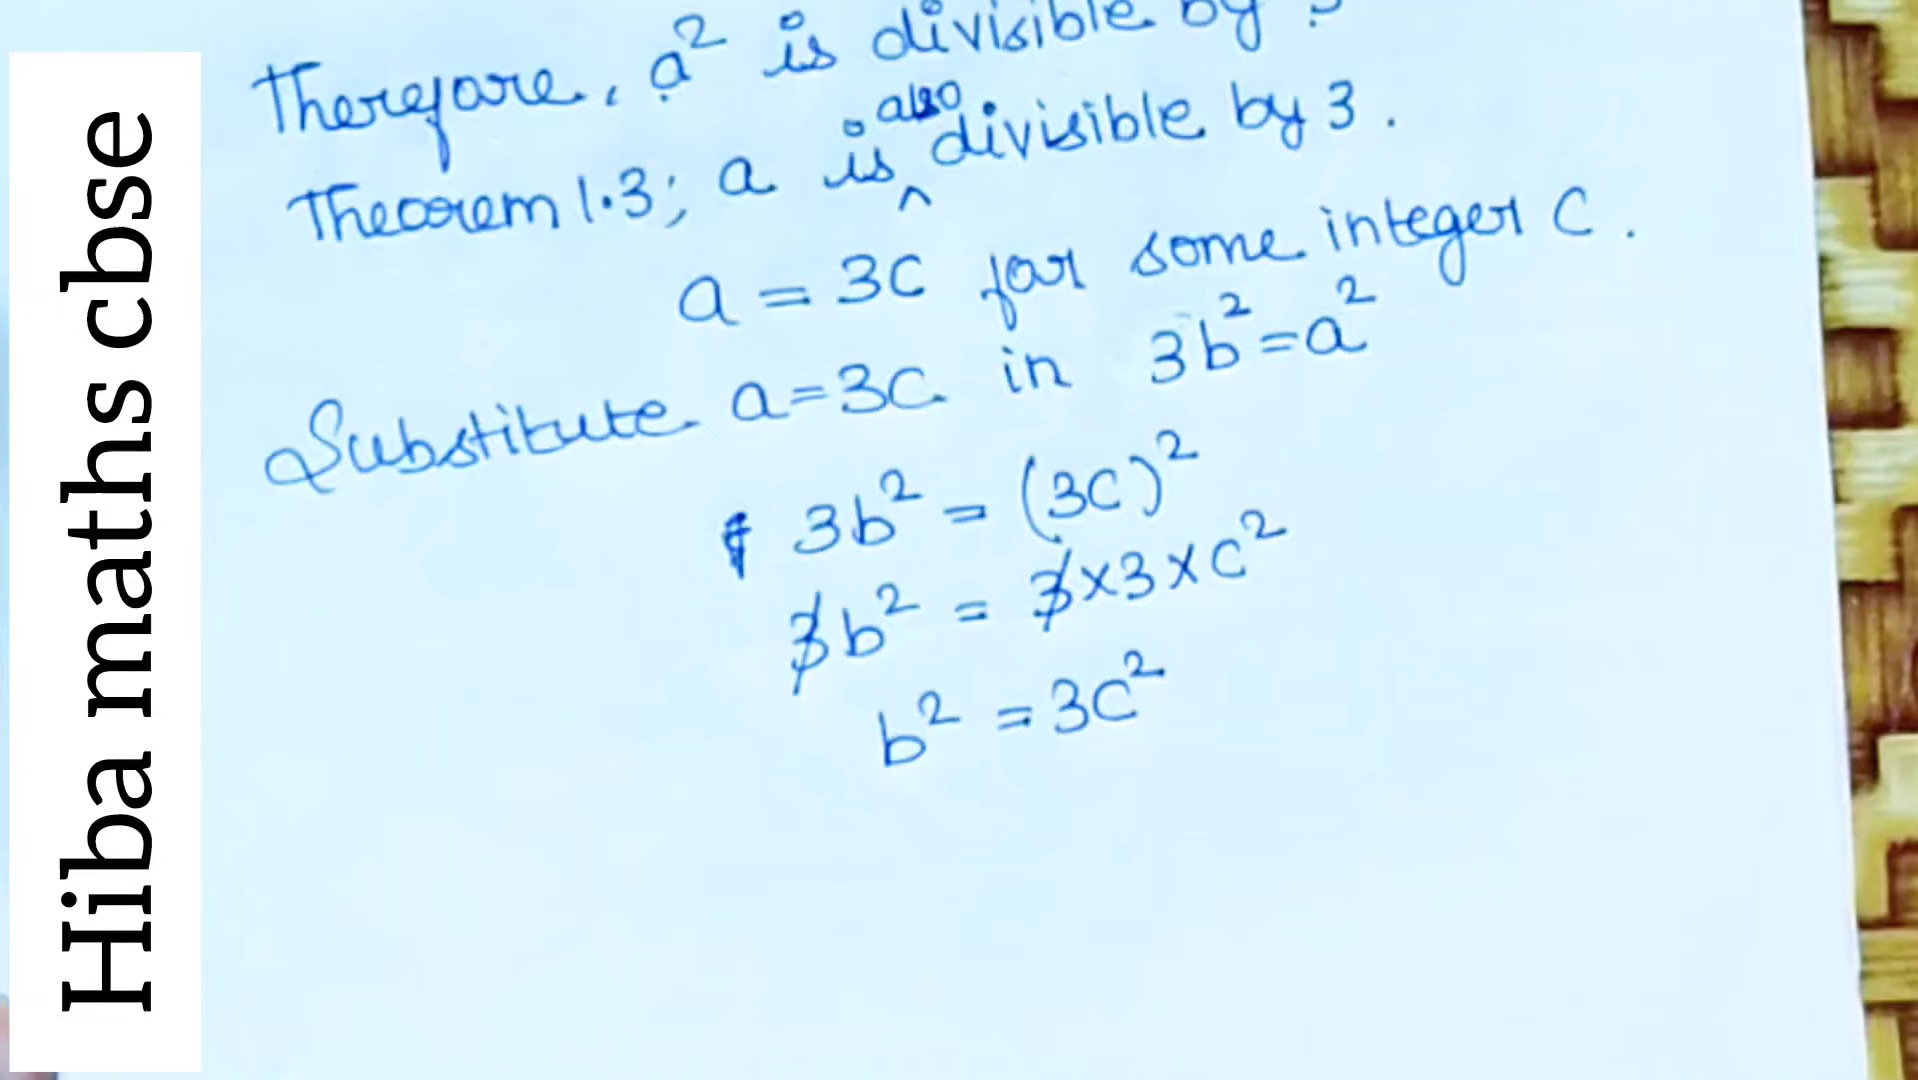 Hiba maths cbse
Therefore, a² is divisible by
Theorem 1.3; a is also divisible by 3.
a = 3c for some integer c.
Substitute a=3c in 3b²=a²
3b² = (3c)²
3b² = 3×3×c²
b² = 3c²